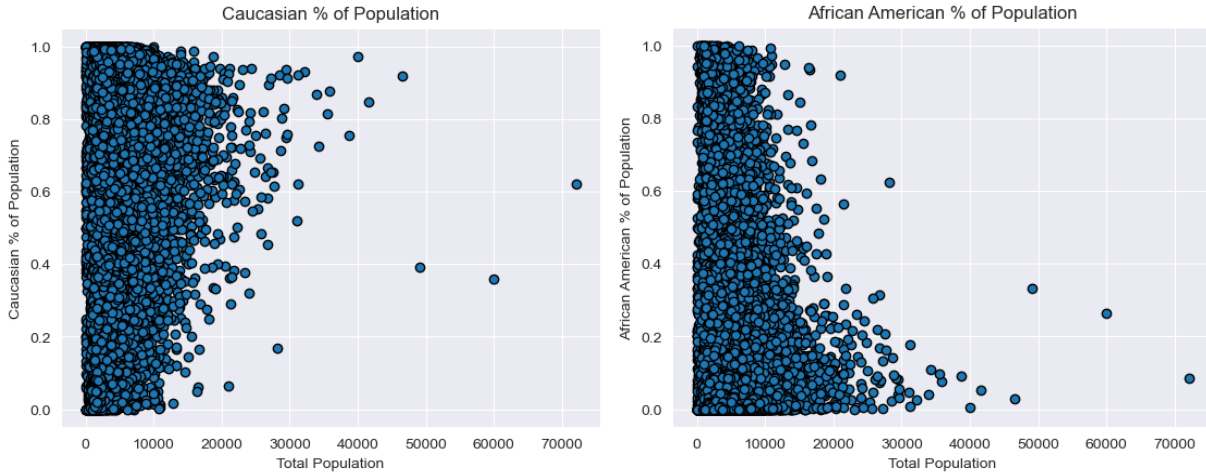 Caucasian % of Population
Caucasian % of Population
1.0
0.8
0.6
0.4
0.2
0.0
0 10000 20000 30000 40000 50000 60000 70000
Total Population
African American % of Population
African American % of Population
1.0
0.8
0.6
0.4
0.2
0.0
0 10000 20000 30000 40000 50000 60000 70000
Total Population